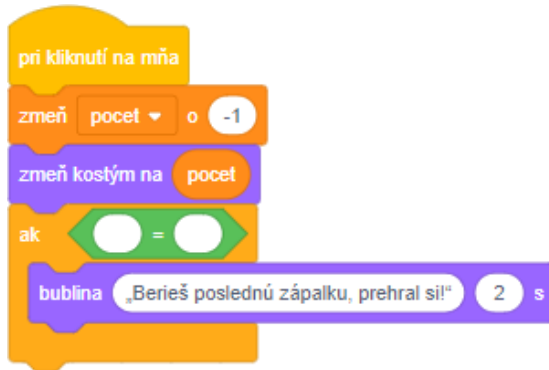 pri kliknutí na mňa
zmeň pocet o -1
zmeň kostým na pocet
ak =
bublina „Berieš poslednú zápalku, prehral si!“ 2 s